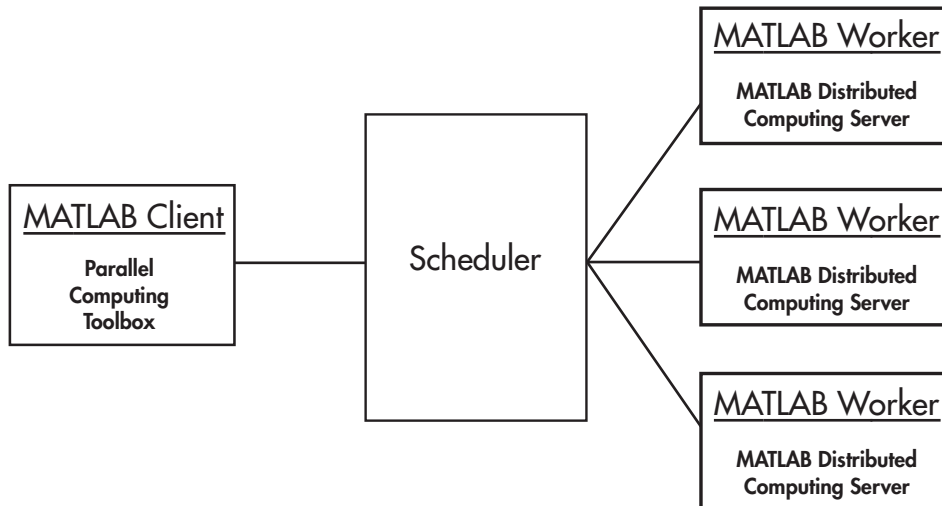 MATLAB Client
Parallel
Computing
Toolbox
Scheduler
MATLAB Worker
MATLAB Distributed
Computing Server
MATLAB Worker
MATLAB Distributed
Computing Server
MATLAB Worker
MATLAB Distributed
Computing Server